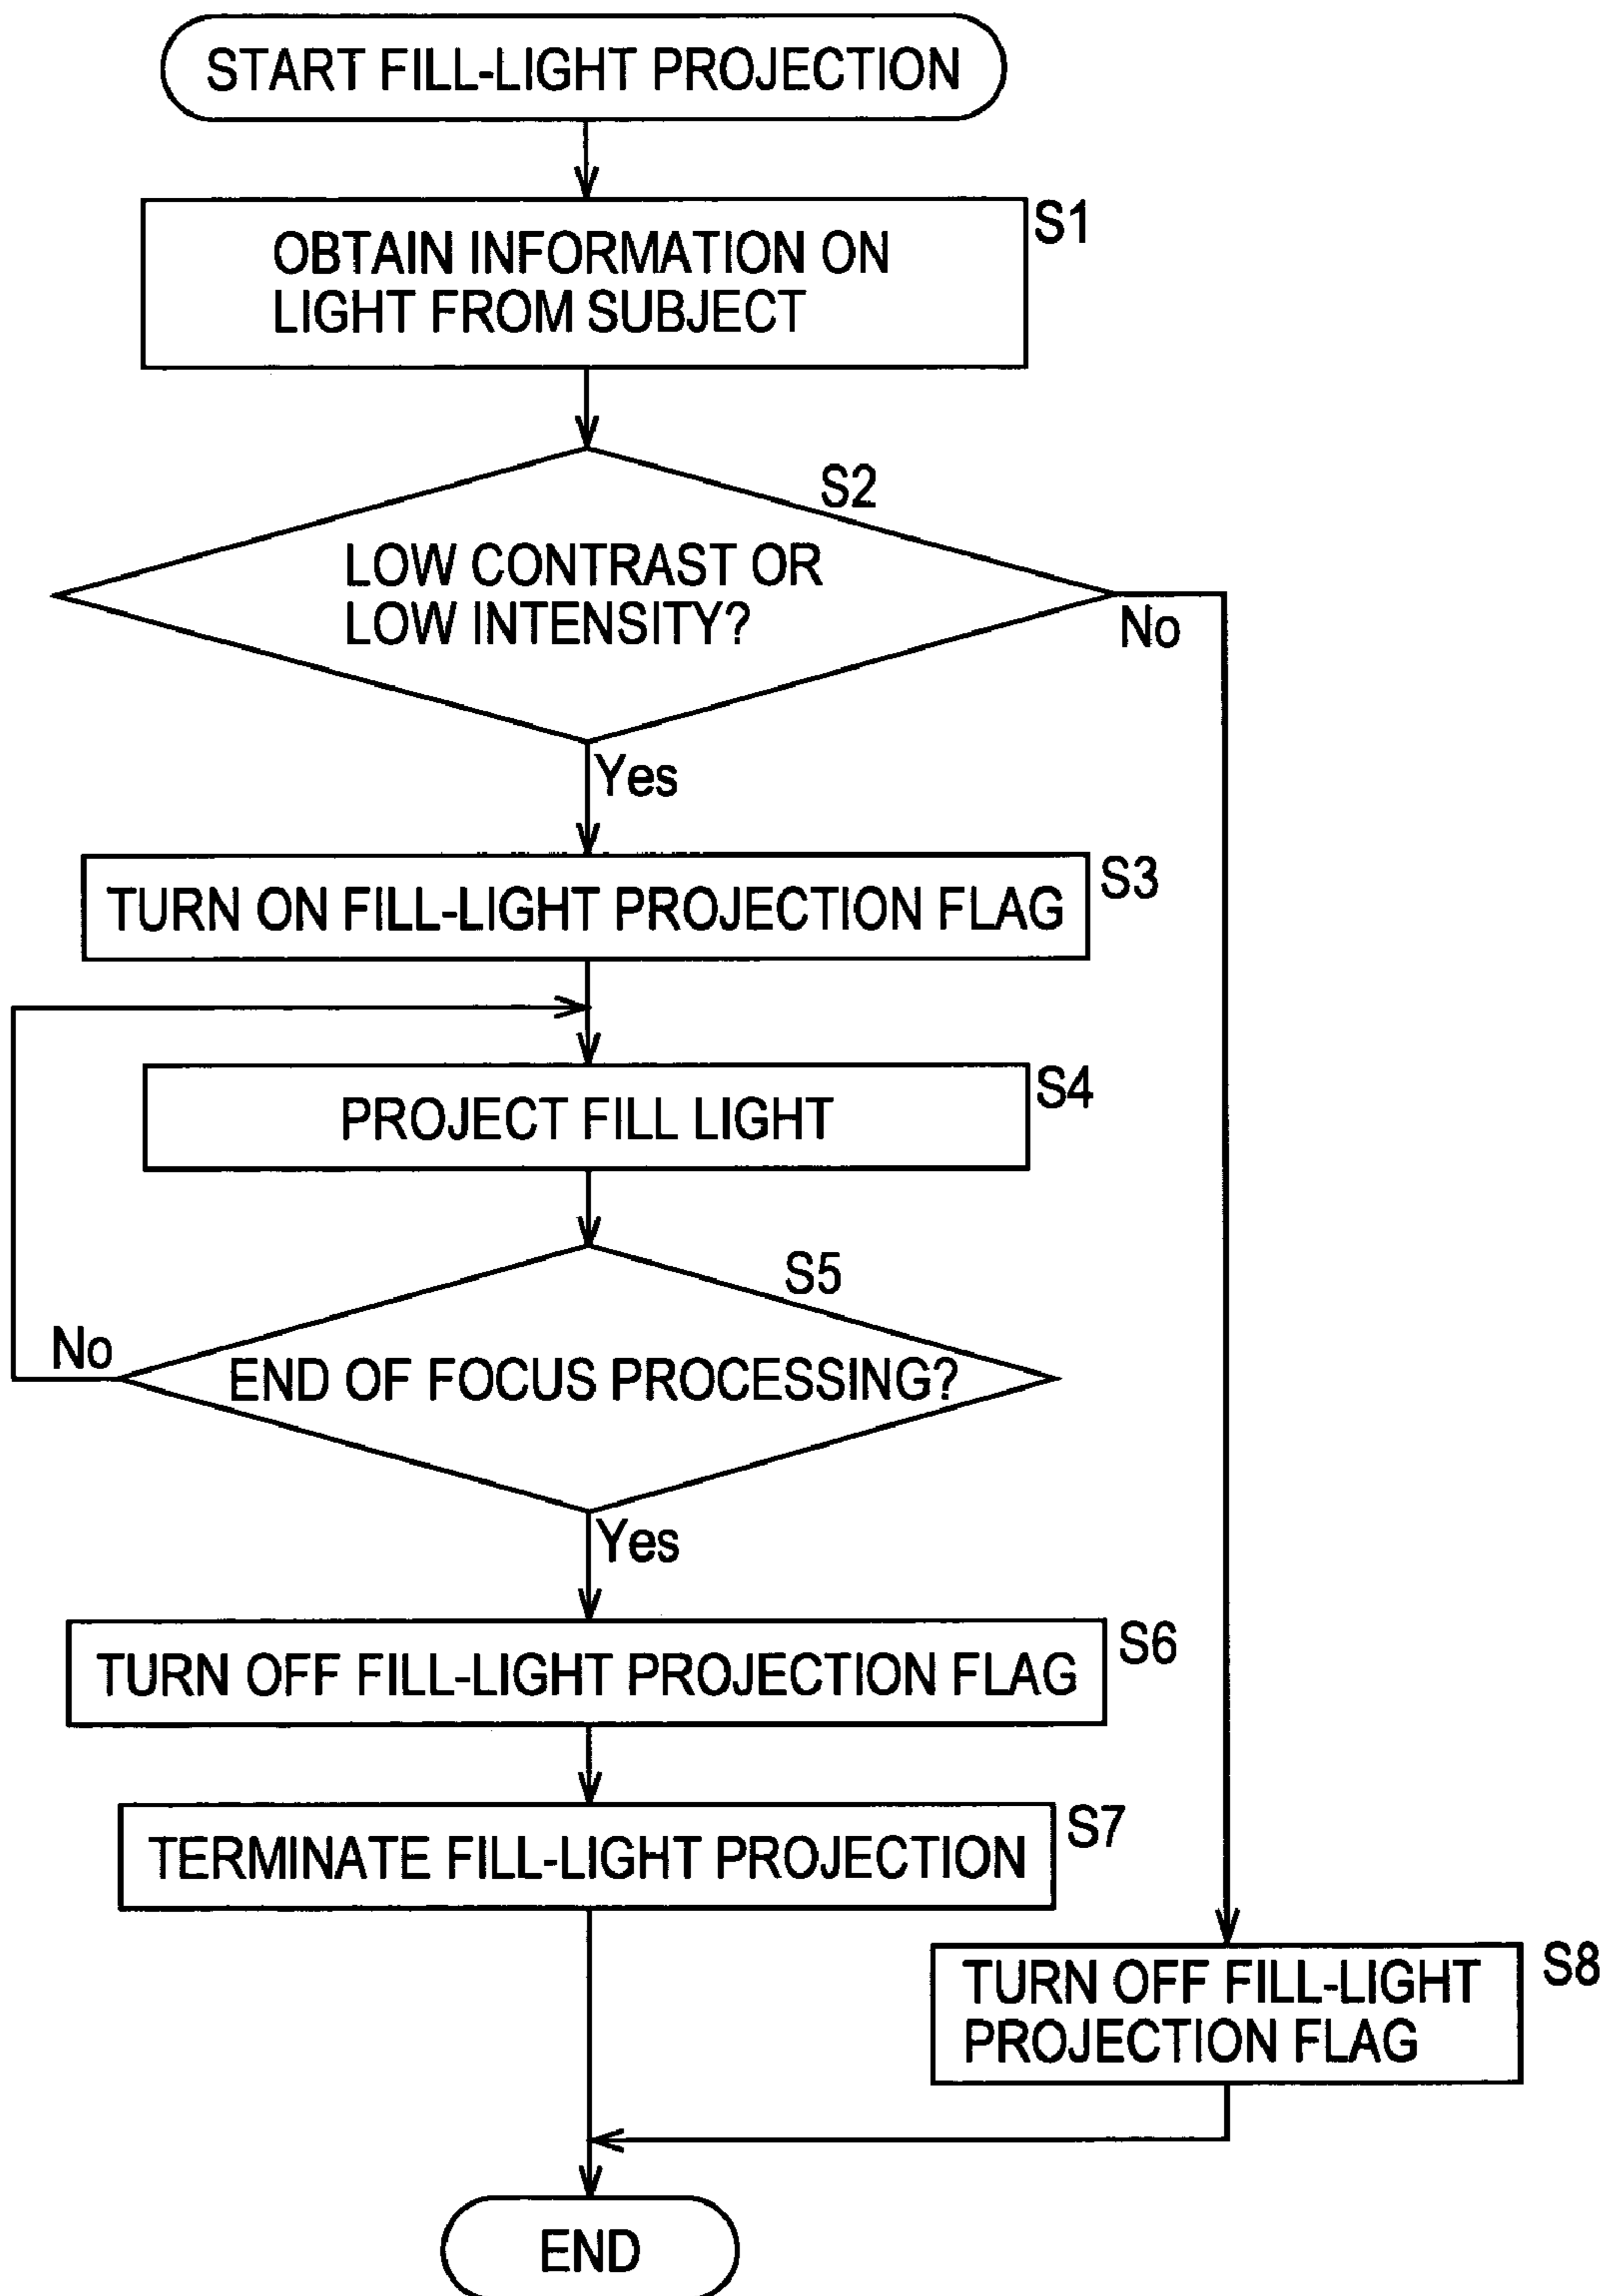 START FILL-LIGHT PROJECTION
S1
OBTAIN INFORMATION ON
LIGHT FROM SUBJECT
S2
LOW CONTRAST OR
LOW INTENSITY?
No
Yes
S3
TURN ON FILL-LIGHT PROJECTION FLAG
S4
PROJECT FILL LIGHT
S5
No
END OF FOCUS PROCESSING?
Yes
S6
TURN OFF FILL-LIGHT PROJECTION FLAG
S7
TERMINATE FILL-LIGHT PROJECTION
S8
TURN OFF FILL-LIGHT
PROJECTION FLAG
END